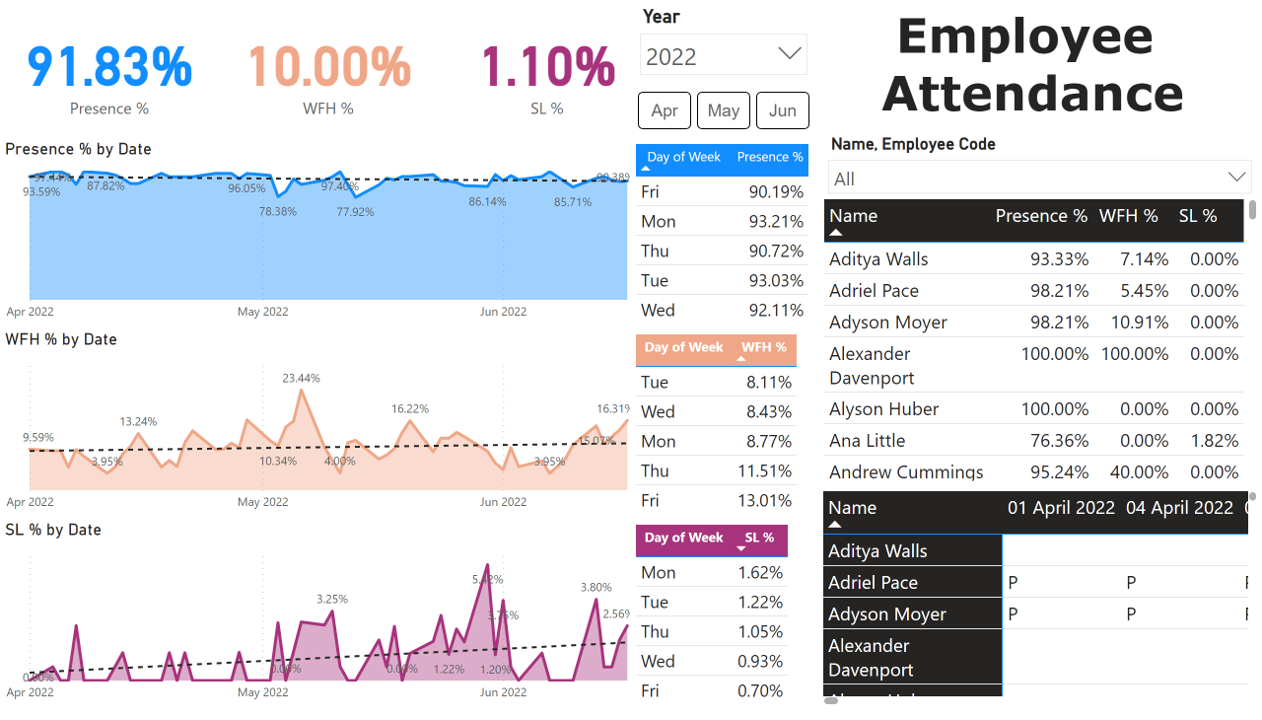 91.83%
Presence %
10.00%
WFH %
1.10%
SL %
Year
2022
Apr May Jun
Employee
Attendance
Name, Employee Code
All
Presence % by Date
93.59%
87.82%
96.05%
78.38%
97.40%
77.92%
86.14%
85.71%
Apr 2022 May 2022 Jun 2022
Day of Week Presence %
Fri 90.19%
Mon 93.21%
Thu 90.72%
Tue 93.03%
Wed 92.11%
Name Presence % WFH % SL %
Aditya Walls 93.33% 7.14% 0.00%
Adriel Pace 98.21% 5.45% 0.00%
Adyson Moyer 98.21% 10.91% 0.00%
Alexander 100.00% 100.00% 0.00%
Davenport
Alyson Huber 100.00% 0.00% 0.00%
Ana Little 76.36% 0.00% 1.82%
Andrew Cummings 95.24% 40.00% 0.00%
WFH % by Date
9.59%
3.95%
13.24%
10.34%
23.44%
4.00%
16.22%
3.95%
15.07%
16.31%
Apr 2022 May 2022 Jun 2022
Day of Week WFH %
Tue 8.11%
Wed 8.43%
Mon 8.77%
Thu 11.51%
Fri 13.01%
SL % by Date
0.00%
0.00%
3.25%
0.00%
1.22%
5.42%
1.20%
3.75%
3.80%
2.56%
Apr 2022 May 2022 Jun 2022
Day of Week SL %
Mon 1.62%
Tue 1.22%
Thu 1.05%
Wed 0.93%
Fri 0.70%
Name 01 April 2022 04 April 2022
Aditya Walls
Adriel Pace P P
Adyson Moyer P P
Alexander
Davenport